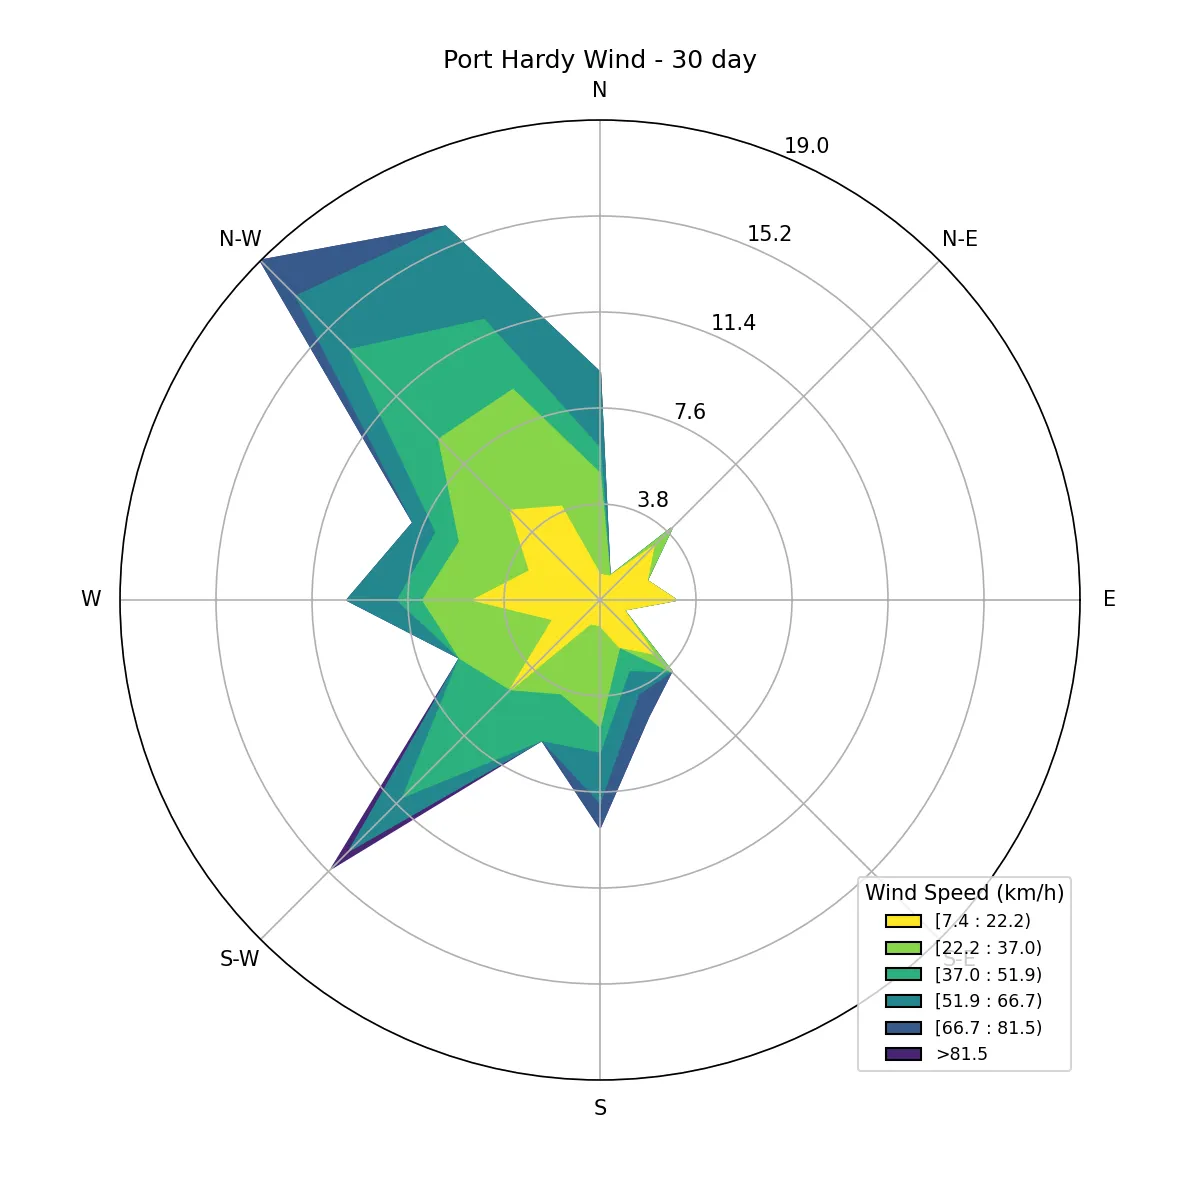 Port Hardy Wind - 30 day
N
19.0
15.2
N-W
N-E
11.4
7.6
3.8
W
E
Wind Speed (km/h)
[7.4 : 22.2)
[22.2 : 37.0)
[37.0 : 51.9)
[51.9 : 66.7)
[66.7 : 81.5)
>81.5
S-W
S-E
S